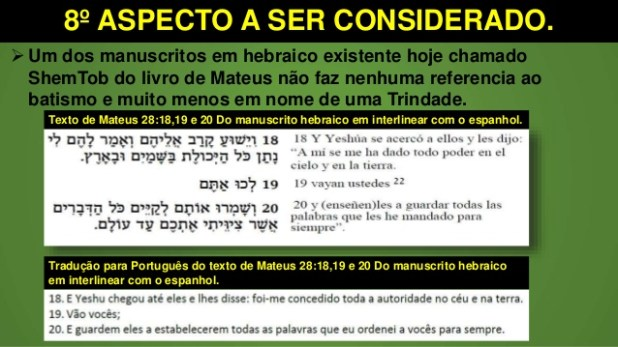 8º ASPECTO A SER CONSIDERADO.
➢ Um dos manuscritos em hebraico existente hoje chamado
ShemTob do livro de Mateus não faz nenhuma referencia ao
batismo e muito menos em nome de uma Trindade.
Texto de Mateus 28:18,19 e 20 Do manuscrito hebraico em interlinear com o espanhol.
18 וְיֵשׁוּעַ קָרַב אֲלֵיהֶם וְאָמַר לָהֶם לִי
נִתַּן כֹּל הַיְכוֹלֶת בַּשָּׁמַיִם וּבָאָרֶץ.
19 לְכוּ אַתֶּם
20 וְשִׁמְרוּ אוֹתָם לְקַיֵּים כֹּל הַדְּבָרִים
אֲשֶׁר צִיוִּיתִי אֶתְכֶם עַד עוֹלָם.
18 Y Yeshúa se acercó a ellos y les dijo:
"A mí se me ha dado todo poder en el
cielo y en la tierra.
19 vayan ustedes 22
20 y (enseñen)les a guardar todas las
palabras que les he mandado para
siempre".
Tradução para Português do texto de Mateus 28:18,19 e 20 Do manuscrito hebraico
em interlinear com o espanhol.
18. E Yeshu chegou até eles e lhes disse: foi-me concedido toda a autoridade no céu e na terra.
19. Vão vocês;
20. E guardem eles a estabelecerem todas as palavras que eu ordenei a vocês para sempre.